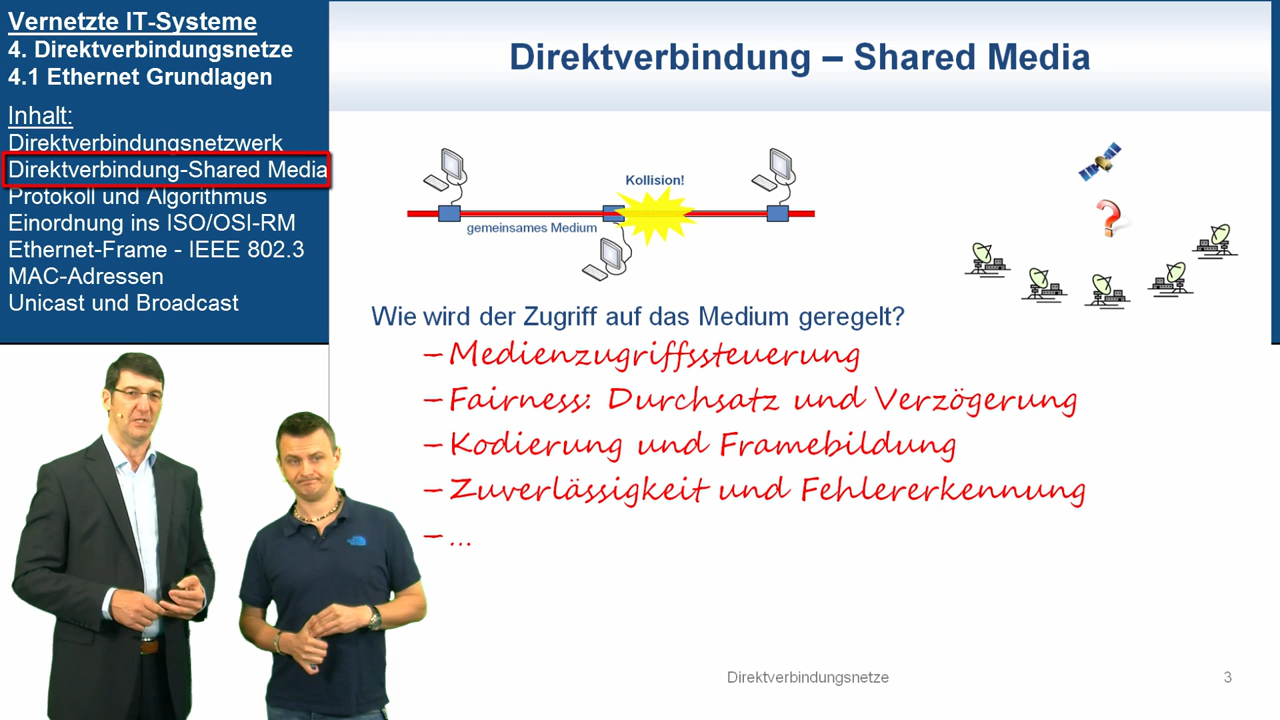 Vernetzte IT-Systeme
4. Direktverbindungsnetze
4.1 Ethernet Grundlagen
Inhalt:
Direktverbindungsnetzwerk
Direktverbindung-Shared Media
Protokoll und Algorithmus
Einordnung ins ISO/OSI-RM
Ethernet-Frame - IEEE 802.3
MAC-Adressen
Unicast und Broadcast
Direktverbindung – Shared Media
Kollision!
gemeinsames Medium
?
Wie wird der Zugriff auf das Medium geregelt?
– Medienzugriffssteuerung
– Fairness: Durchsatz und Verzögerung
– Kodierung und Framebildung
– Zuverlässigkeit und Fehlererkennung
– ...
Direktverbindungsnetze
3